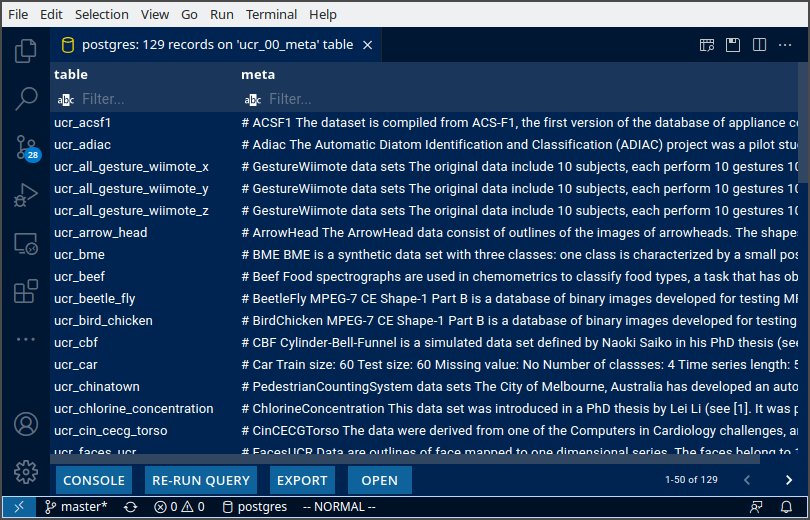 File Edit Selection View Go Run Terminal Help
postgres: 129 records on 'ucr_00_meta' table
table meta
abc Filter... abc Filter...
ucr_acsf1 # ACSF1 The dataset is compiled from ACS-F1, the first version of the database of appliance c
ucr_adiac # Adiac The Automatic Diatom Identification and Classification (ADIAC) project was a pilot stu
ucr_all_gesture_wiimote_x # GestureWiimote data sets The original data include 10 subjects, each perform 10 gestures 10
ucr_all_gesture_wiimote_y # GestureWiimote data sets The original data include 10 subjects, each perform 10 gestures 10
ucr_all_gesture_wiimote_z # GestureWiimote data sets The original data include 10 subjects, each perform 10 gestures 10
ucr_arrow_head # ArrowHead The ArrowHead data consist of outlines of the images of arrowheads. The shape
ucr_bme # BME BME is a synthetic data set with three classes: one class is characterized by a small pos
ucr_beef # Beef Food spectrographs are used in chemometrics to classify food types, a task that has ob
ucr_beetle_fly # BeetleFly MPEG-7 CE Shape-1 Part B is a database of binary images developed for testing MF
ucr_bird_chicken # BirdChicken MPEG-7 CE Shape-1 Part B is a database of binary images developed for testing
ucr_cbf # CBF Cylinder-Bell-Funnel is a simulated data set defined by Naoki Saiko in his PhD thesis (see
ucr_car # Car Train size: 60 Test size: 60 Missing value: No Number of classses: 4 Time series length: 5
ucr_chinatown # PedestrianCountingSystem data sets The City of Melbourne, Australia has developed an auto
28
ucr_chlorine_concentration # ChlorineConcentration This data set was introduced in a PhD thesis by Lei Li (see [1]. It was p
ucr_cin_cecg_torso # CinCECGTorso The data were derived from one of the Computers in Cardiology challenges, a
ucr_faces_ucr # FacesUCR Data are outlines of face mapped to one dimensional series. The faces belong to 1
CONSOLE RE-RUN QUERY EXPORT OPEN 1-50 of 129
master* 0 0 postgres -- NORMAL --